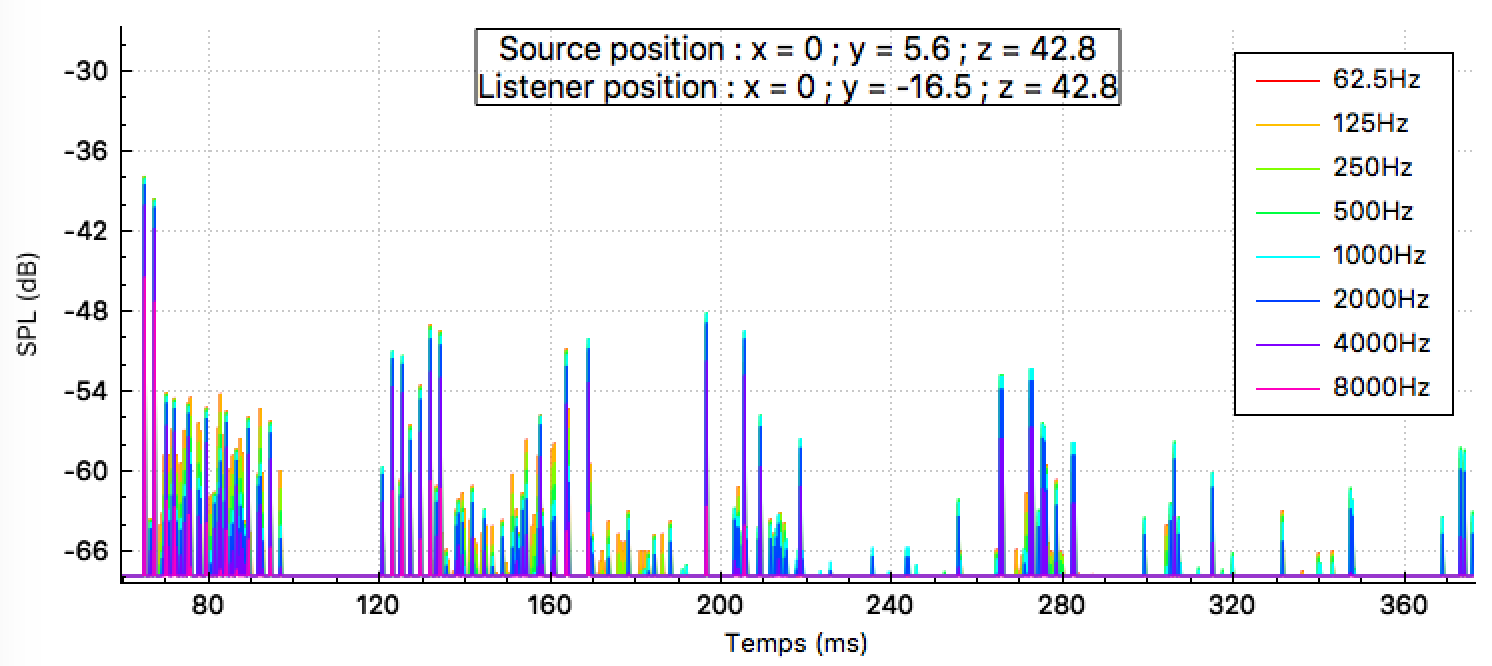 Source position : x = 0 ; y = 5.6 ; z = 42.8
Listener position : x = 0 ; y = -16.5 ; z = 42.8
62.5Hz
125Hz
250Hz
500Hz
1000Hz
2000Hz
4000Hz
8000Hz
SPL (dB)
-30
-36
-42
-48
-54
-60
-66
80
120
160
200
240
280
320
360
Temps (ms)